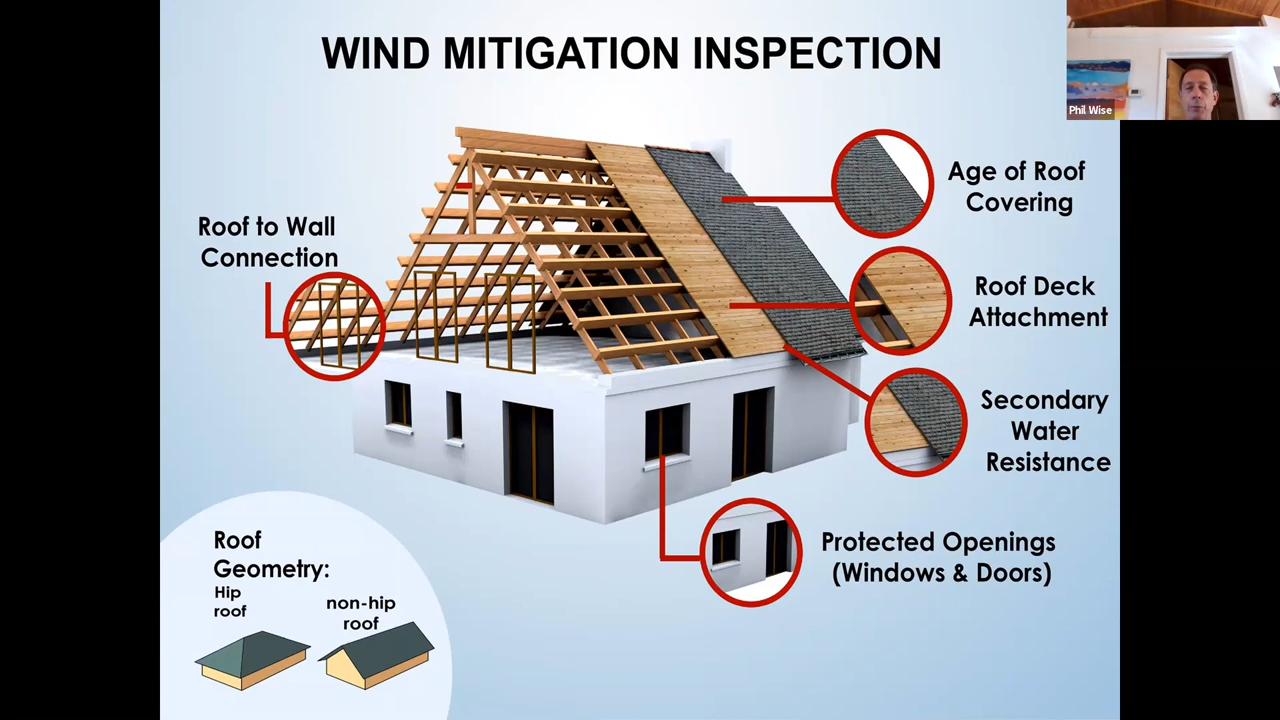 WIND MITIGATION INSPECTION
Phil Wise
Age of Roof
Covering
Roof to Wall
Connection
Roof Deck
Attachment
Secondary
Water
Resistance
Protected Openings
(Windows & Doors)
Roof
Geometry:
Hip
roof
non-hip
roof